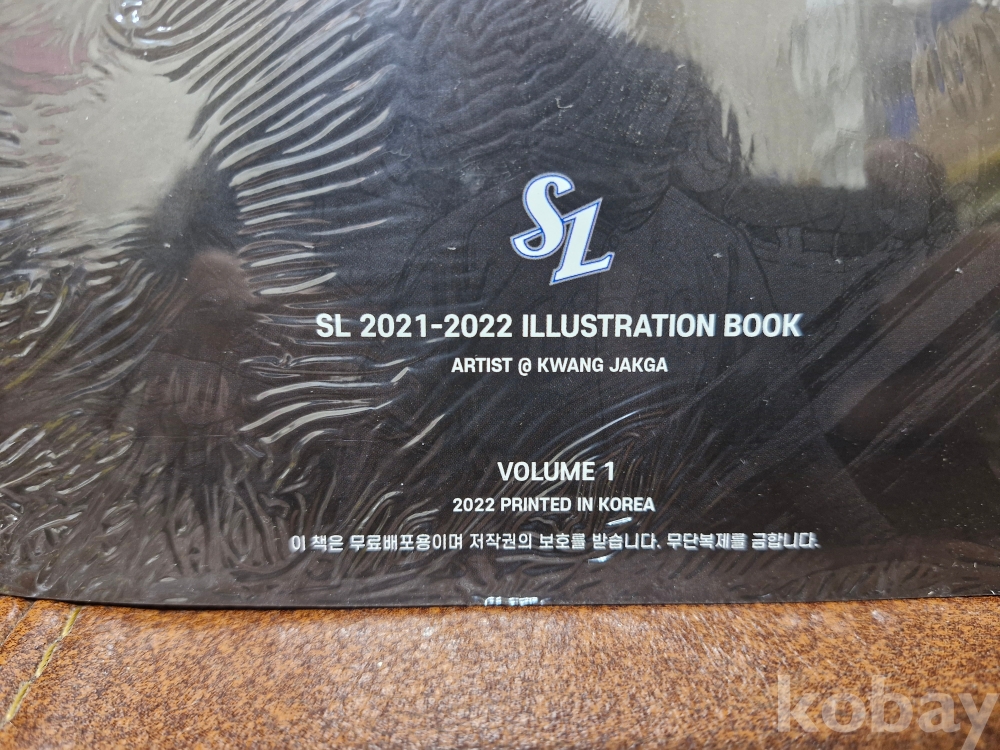 SL
SL 2021-2022 ILLUSTRATION BOOK
ARTIST @ KWANG JAKGA
VOLUME 1
2022 PRINTED IN KOREA
이 책은 무료배포용이며 저작권의 보호를 받습니다. 무단복제를 금합니다.
kobay